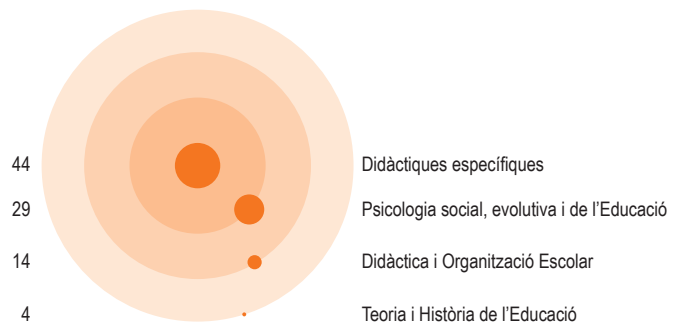 44 Didàctiques específiques
29 Psicologia social, evolutiva i de l’Educació
14 Didàctica i Organització Escolar
4 Teoria i Història de l’Educació